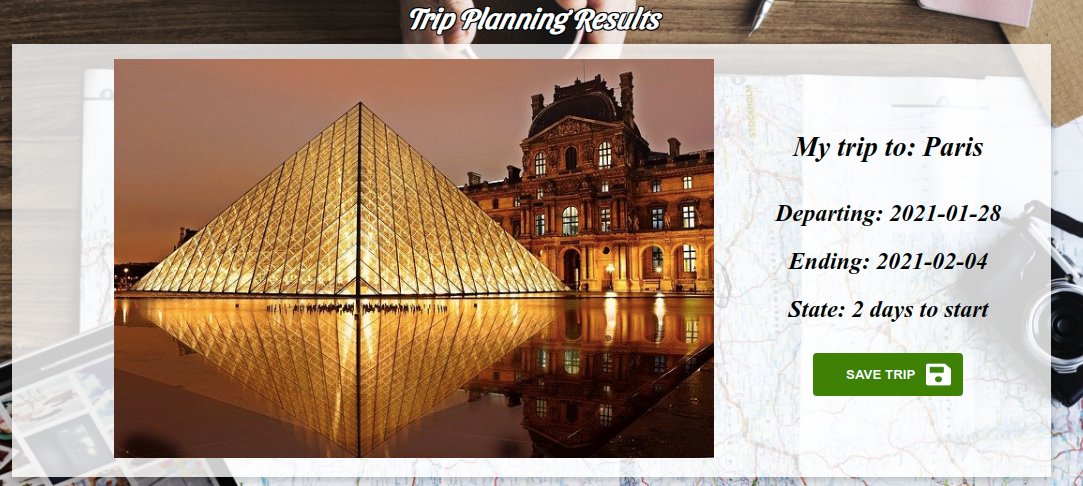 Trip Planning Results
STOCKHOLM
My trip to: Paris
Departing: 2021-01-28
Ending: 2021-02-04
State: 2 days to start
SAVE TRIP